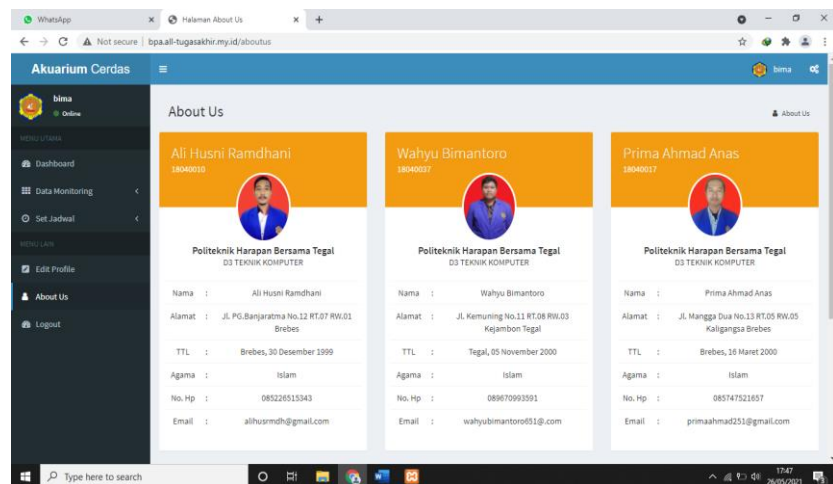 WhatsApp
Halaman About Us
Not secure | bpa.all-tugasakhir.my.id/aboutus
Akuarium Cerdas
bima
bima
Online
About Us
About Us
MENU UTAMA
Dashboard
Data Monitoring
Set Jadwal
MENU LAIN
Edit Profile
About Us
Logout
Ali Husni Ramdhani
18040010
Politeknik Harapan Bersama Tegal
D3 TEKNIK KOMPUTER
Nama : Ali Husni Ramdhani
Alamat : Jl. PG.Banjaratma No.12 RT.07 RW.01
Brebes
TTL : Brebes, 30 Desember 1999
Agama : Islam
No. Hp : 085226515343
Email : alihusrmdh@gmail.com
Wahyu Bimantoro
18040037
Politeknik Harapan Bersama Tegal
D3 TEKNIK KOMPUTER
Nama : Wahyu Bimantoro
Alamat : Jl. Kemuning No.11 RT.08 RW.03
Kejambon Tegal
TTL : Tegal, 05 November 2000
Agama : Islam
No. Hp : 089670993591
Email : wahyubimantoro651@.com
Prima Ahmad Anas
18040017
Politeknik Harapan Bersama Tegal
D3 TEKNIK KOMPUTER
Nama : Prima Ahmad Anas
Alamat : Jl. Mangga Dua No.13 RT.05 RW.05
Kaligangsa Brebes
TTL : Brebes, 16 Maret 2000
Agama : Islam
No. Hp : 085747521657
Email : primaahmad251@gmail.com
Type here to search
17:47
26/05/2021